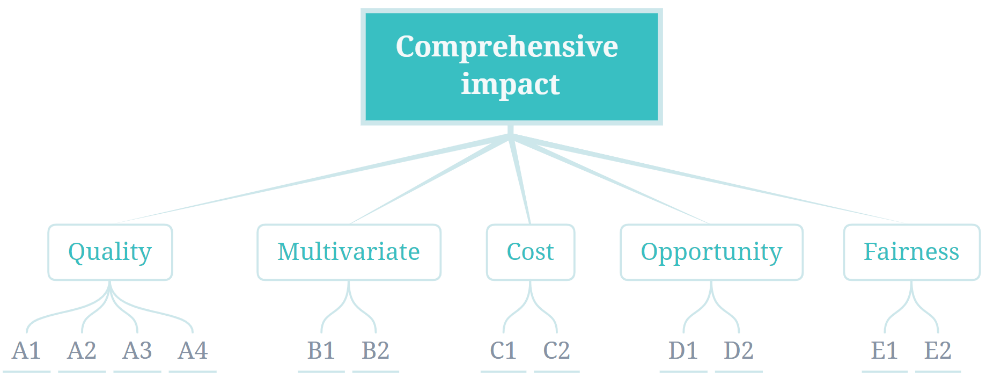 Comprehensive
impact
Quality
Multivariate
Cost
Opportunity
Fairness
A1
A2
A3
A4
B1
B2
C1
C2
D1
D2
E1
E2